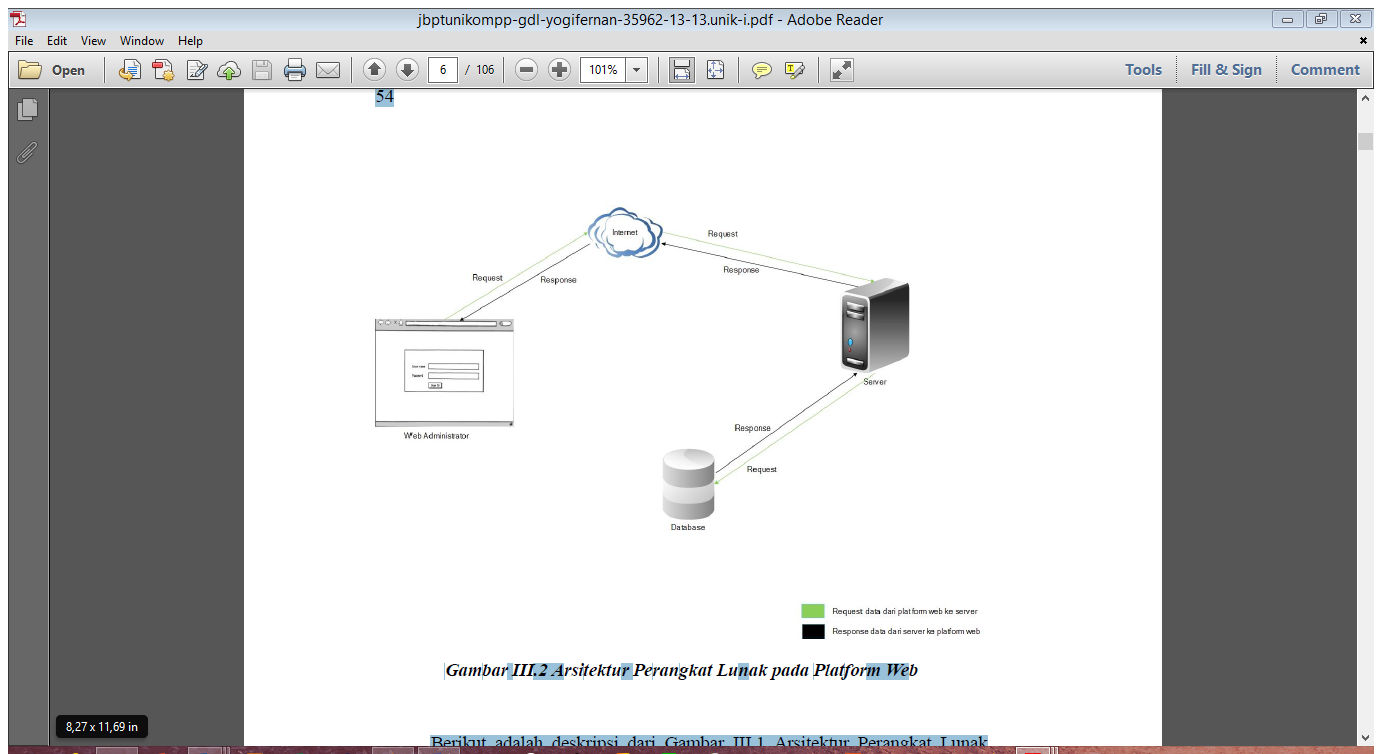 jbptunikompp-gdl-yogifernan-35962-13-13.unik-i.pdf - Adobe Reader
File Edit View Window Help
Open 6 / 106 101% Tools Fill & Sign Comment
54
Internet
Request
Response
Request
Response
Server
User name
Password
Web Administrator
Response
Request
Database
Request data dari platform web ke server
Response data dari server ke platform web
Gambar III.2 Arsitektur Perangkat Lunak pada Platform Web
8,27 x 11,69 in
Berikut adalah deskripsi dari Gambar III.1 Arsitektur Perangkat Lunak